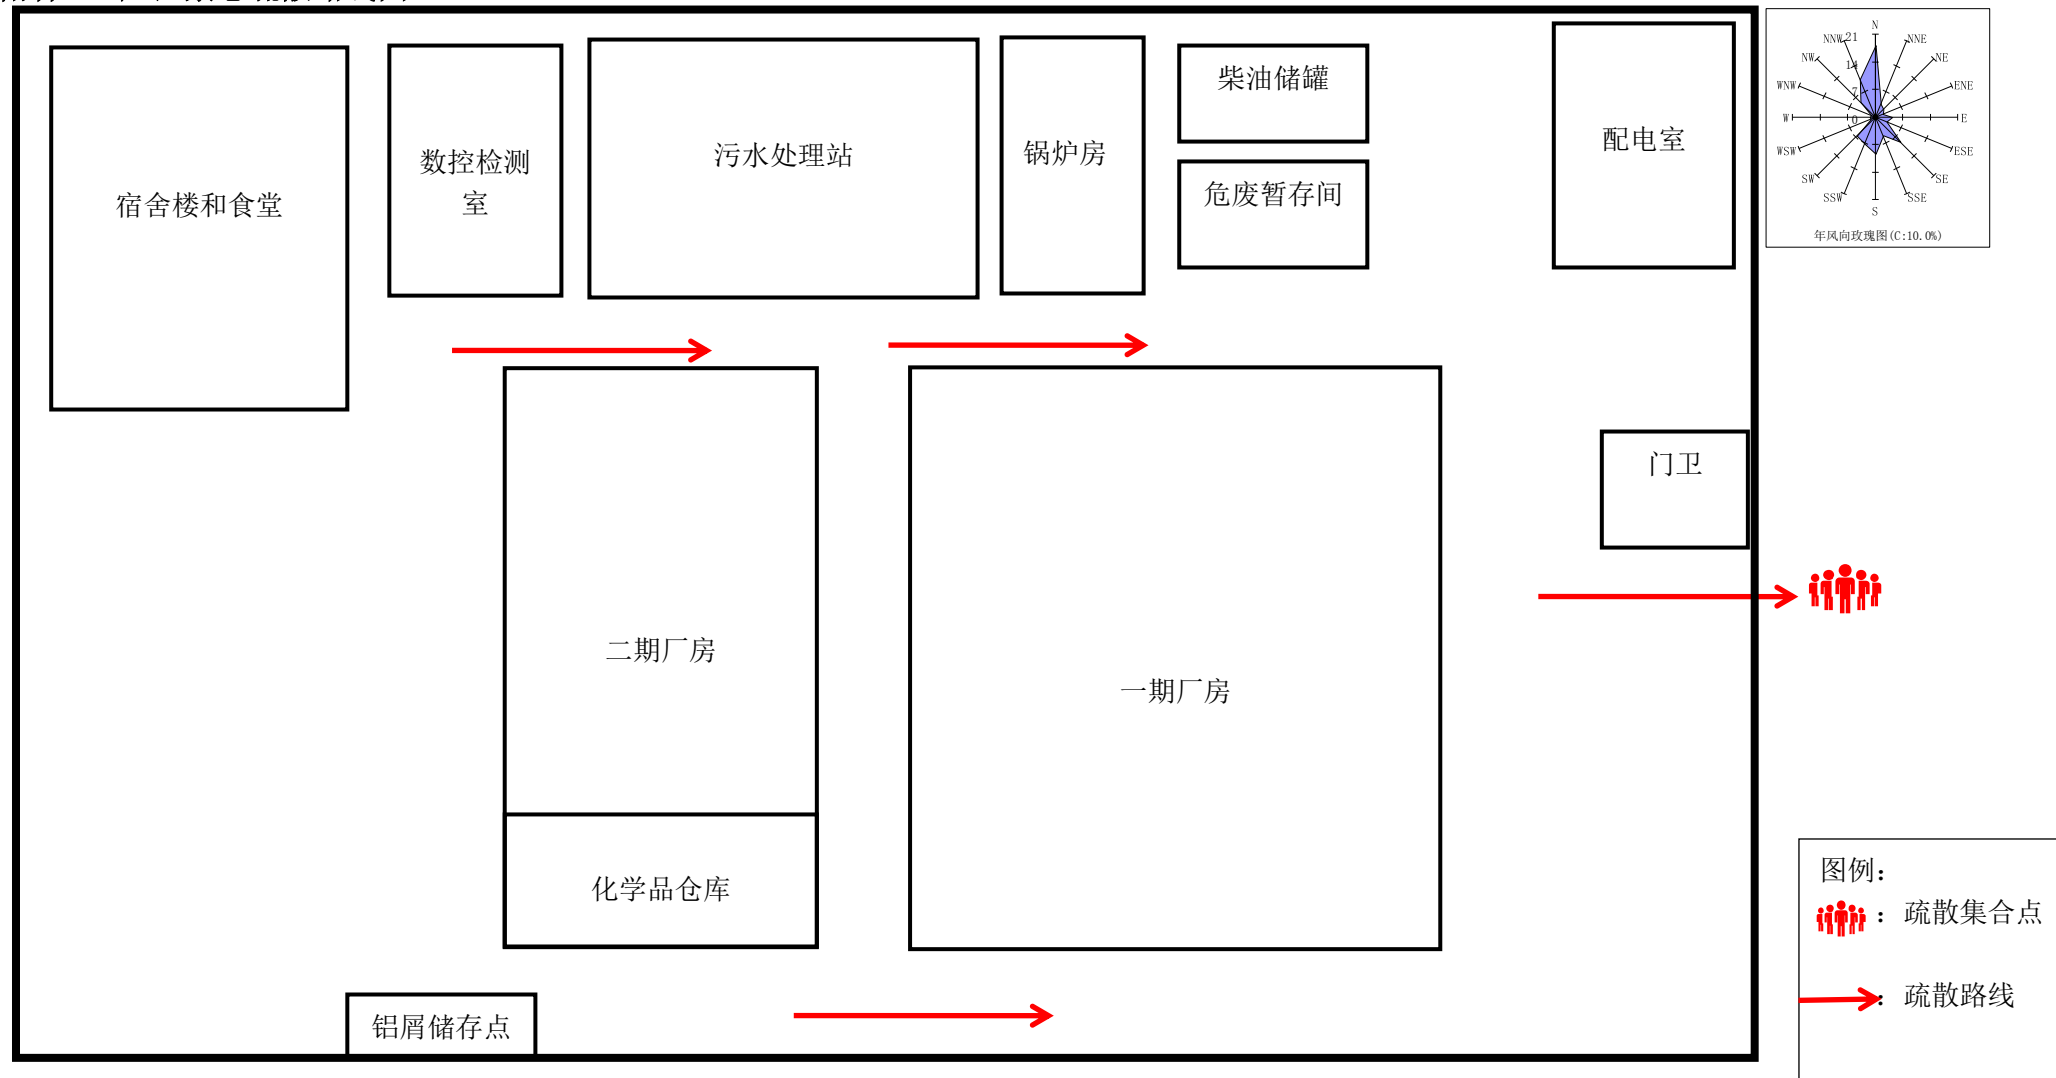 宿舍楼和食堂
数控检测
室
污水处理站
锅炉房
柴油储罐
危废暂存间
配电室
N
NNE
NE
ENE
E
ESE
SE
SSE
S
SSW
SW
WSW
W
WNW
NW
NNW
21
14
7
0
年风向玫瑰图(C:10.0%)
门卫
二期厂房
一期厂房
化学品仓库
铝屑储存点
图例：
：疏散集合点
：疏散路线